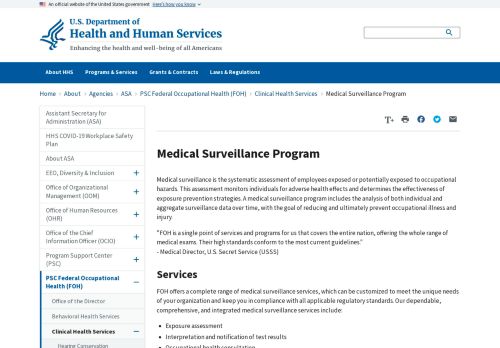 An official website of the United States government Here's how you know
U.S. Department of
Health and Human Services
Enhancing the health and well-being of all Americans
About HHS Programs & Services Grants & Contracts Laws & Regulations
Home › About › Agencies › ASA › PSC Federal Occupational Health (FOH) › Clinical Health Services › Medical Surveillance Program
Assistant Secretary for
Administration (ASA)
HHS COVID-19 Workplace Safety
Plan
About ASA
EEO, Diversity & Inclusion
Office of Organizational
Management (OOM)
Office of Human Resources
(OHR)
Office of the Chief
Information Officer (OCIO)
Program Support Center
(PSC)
PSC Federal Occupational
Health (FOH)
Office of the Director
Behavioral Health Services
Clinical Health Services
Hearing Conservation
T+
Medical Surveillance Program
Medical surveillance is the systematic assessment of employees exposed or potentially exposed to occupational
hazards. This assessment monitors individuals for adverse health effects and determines the effectiveness of
exposure prevention strategies. A medical surveillance program includes the analysis of both individual and
aggregate surveillance data over time, with the goal of reducing and ultimately preventing occupational illness and
injury.
"FOH is a single point of services and programs for us that covers the entire nation, offering the whole range of
medical exams. Their high standards conform to the most current guidelines."
- Medical Director, U.S. Secret Service (USSS)
Services
FOH offers a complete range of medical surveillance services, which can be customized to meet the unique needs
of your organization and keep you in compliance with all applicable regulatory standards. Our dependable,
comprehensive, and integrated medical surveillance services include:
• Exposure assessment
• Interpretation and notification of test results
• Occupational health consultation